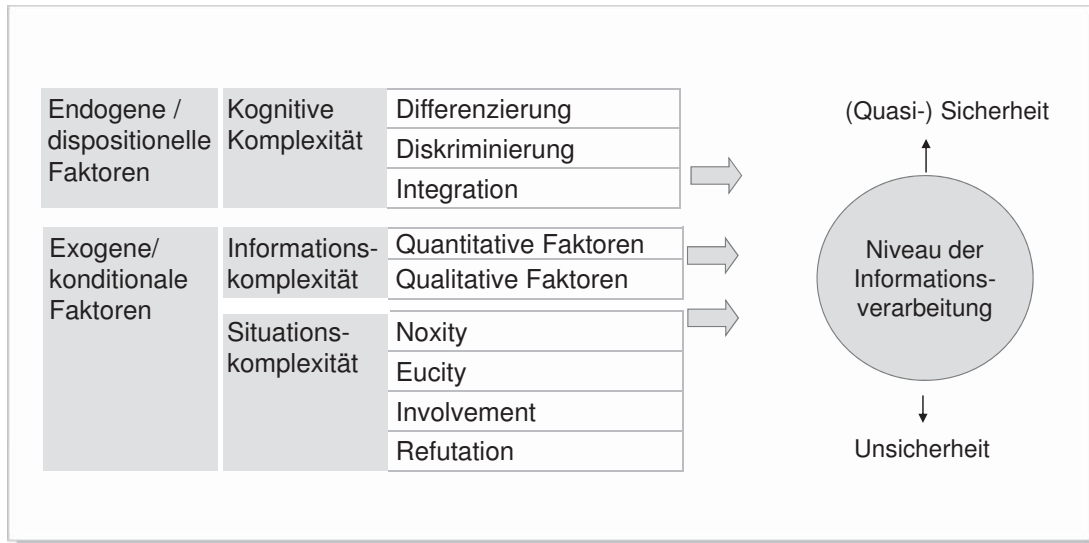 Endogene /
dispositionelle
Faktoren
Kognitive
Komplexität
Differenzierung
Diskriminierung
Integration
Exogene/
konditionale
Faktoren
Informations-
komplexität
Quantitative Faktoren
Qualitative Faktoren
Situations-
komplexität
Noxity
Eucity
Involvement
Refutation
(Quasi-) Sicherheit
Niveau der
Informations-
verarbeitung
Unsicherheit